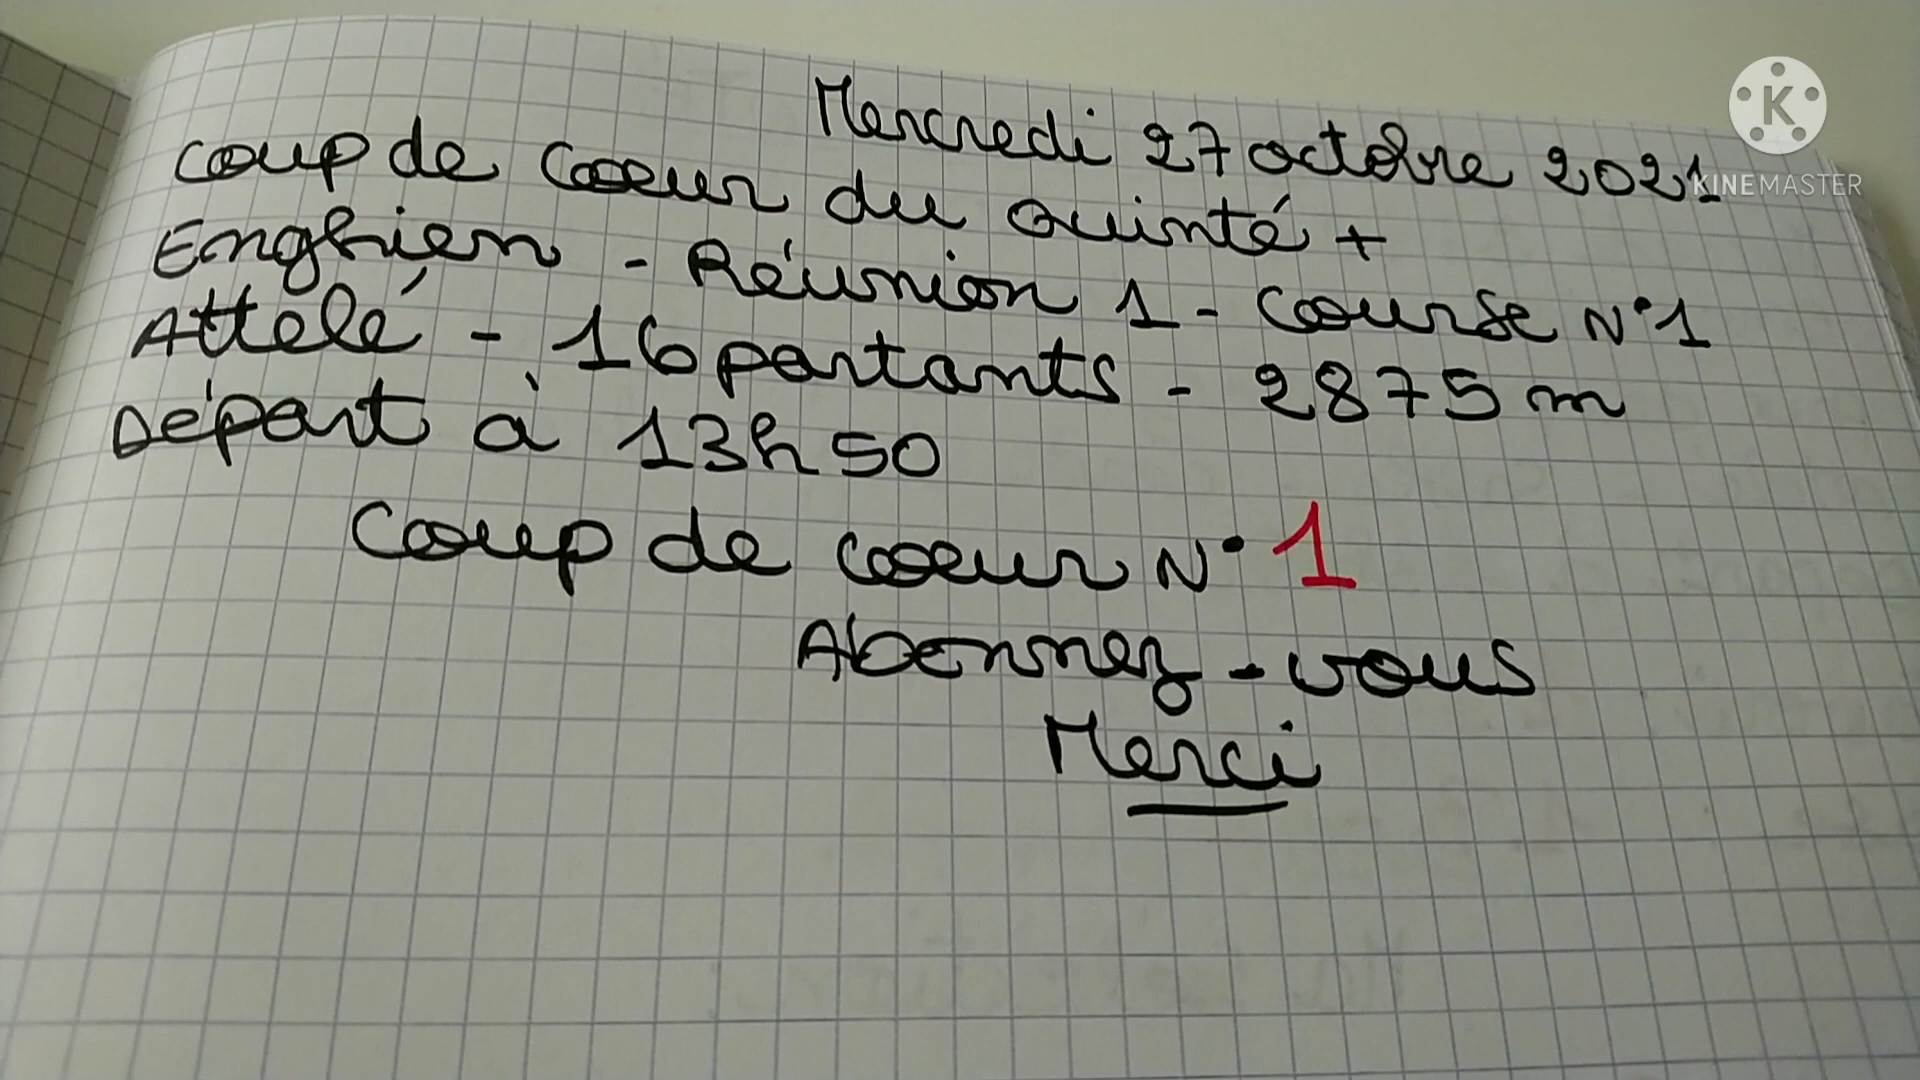 Mercredi 27 octobre 2021
Coup de Coeur du Quinté +
Enghien - Réunion 1 - Course N°1
Attelé - 16 partants - 2875 m
Départ à 13h50
Coup de coeur N° 1
Abonnez-vous
Merci
K
KINEMASTER